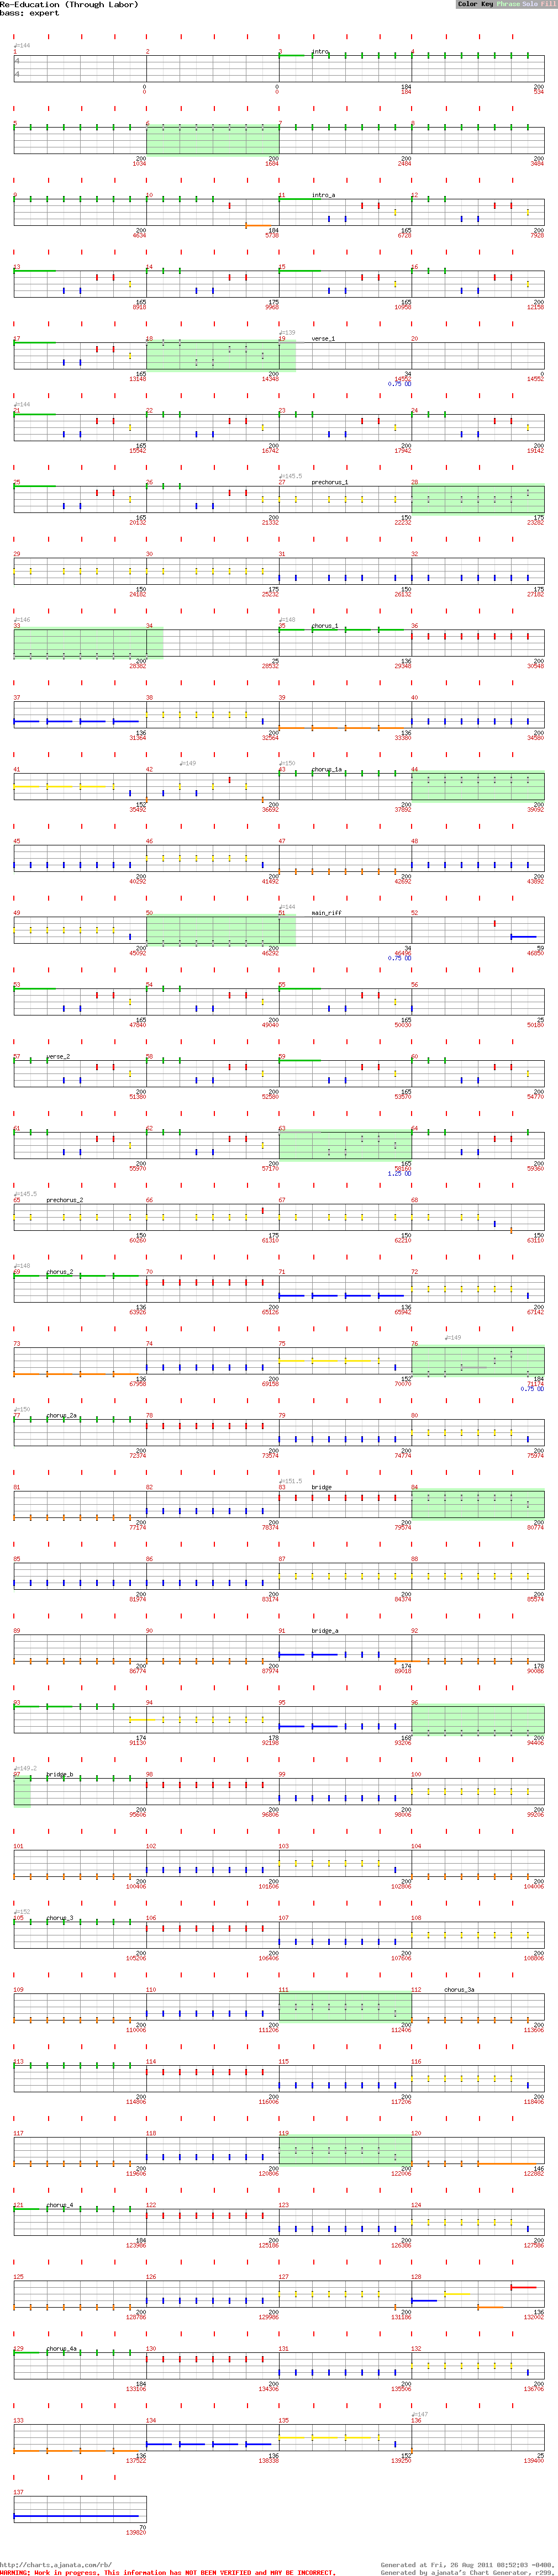 Re-Education (Through Labor)
Color Key Phrase Solo Fill
bass: expert
♩=144
1 2 3 intro 4
0 0 184 200
0 0 184 534
5 6 7 8
200 200 200 200
1034 1684 2484 3484
9 10 11 intro_a 12
200 184 165 200
4634 5738 6728 7928
13 14 15 16
165 165 165 200
8918 9968 10958 12158
♩=139
17 18 19 verse_1 20
165 200 34 0
13148 14348 14552 14552
0.75 OD
♩=144
21 22 23 24
165 200 200 200
15542 16742 17942 19142
♩=145.5
25 26 27 prechorus_1 28
165 200 150 175
20132 21332 22232 23282
29 30 31 32
150 175 150 175
24182 25232 26132 27182
♩=146 ♩=148
33 34 35 chorus_1 36
200 25 136 200
28382 28532 29348 30548
37 38 39 40
136 200 136 200
31364 32564 33380 34580
♩=149 ♩=150
41 42 43 chorus_1a 44
152 200 200 200
35492 36692 37892 39092
45 46 47 48
200 200 200 200
40292 41492 42692 43892
♩=144
49 50 51 main_riff 52
200 200 34 59
45092 46292 46496 46850
0.75 OD
53 54 55 56
165 200 165 25
47840 49040 50030 50180
57 verse_2 58 59 60
200 200 165 200
51380 52580 53570 54770
61 62 63 64
200 200 165 200
55970 57170 58160 59360
1.25 OD
♩=145.5
65 prechorus_2 66 67 68
150 175 150 150
60260 61310 62210 63110
♩=148
69 chorus_2 70 71 72
136 200 136 200
63926 65126 65942 67142
♩=149
73 74 75 76
136 200 152 184
67958 69158 70070 71174
0.75 OD
♩=150
77 chorus_2a 78 79 80
200 200 200 200
72374 73574 74774 75974
♩=151.5
81 82 83 bridge 84
200 200 200 200
77174 78374 79574 80774
85 86 87 88
200 200 200 200
81974 83174 84374 85574
89 90 91 bridge_a 92
200 200 174 178
86774 87974 89018 90086
93 94 95 96
174 178 168 200
91130 92198 93206 94406
♩=149.2
97 bridge_b 98 99 100
200 200 200 200
95606 96806 98006 99206
101 102 103 104
200 200 200 200
100406 101606 102806 104006
♩=152
105 chorus_3 106 107 108
200 200 200 200
105206 106406 107606 108806
109 110 111 112 chorus_3a
200 200 200 200
110006 111206 112406 113606
113 114 115 116
200 200 200 200
114806 116006 117206 118406
117 118 119 120
200 200 200 146
119606 120806 122006 122882
121 chorus_4 122 123 124
184 200 200 200
123986 125186 126386 127586
125 126 127 128
200 200 200 136
128786 129986 131186 132002
129 chorus_4a 130 131 132
184 200 200 200
133106 134306 135506 136706
♩=147
133 134 135 136
136 136 152 25
137522 138338 139250 139400
137
70
139820
http://charts.ajanata.com/rb/
Generated at Fri, 26 Aug 2011 08:52:03 -0400.
WARNING: Work in progress. This information has NOT BEEN VERIFIED and MAY BE INCORRECT.
Generated by ajanata's Chart Generator, r299.